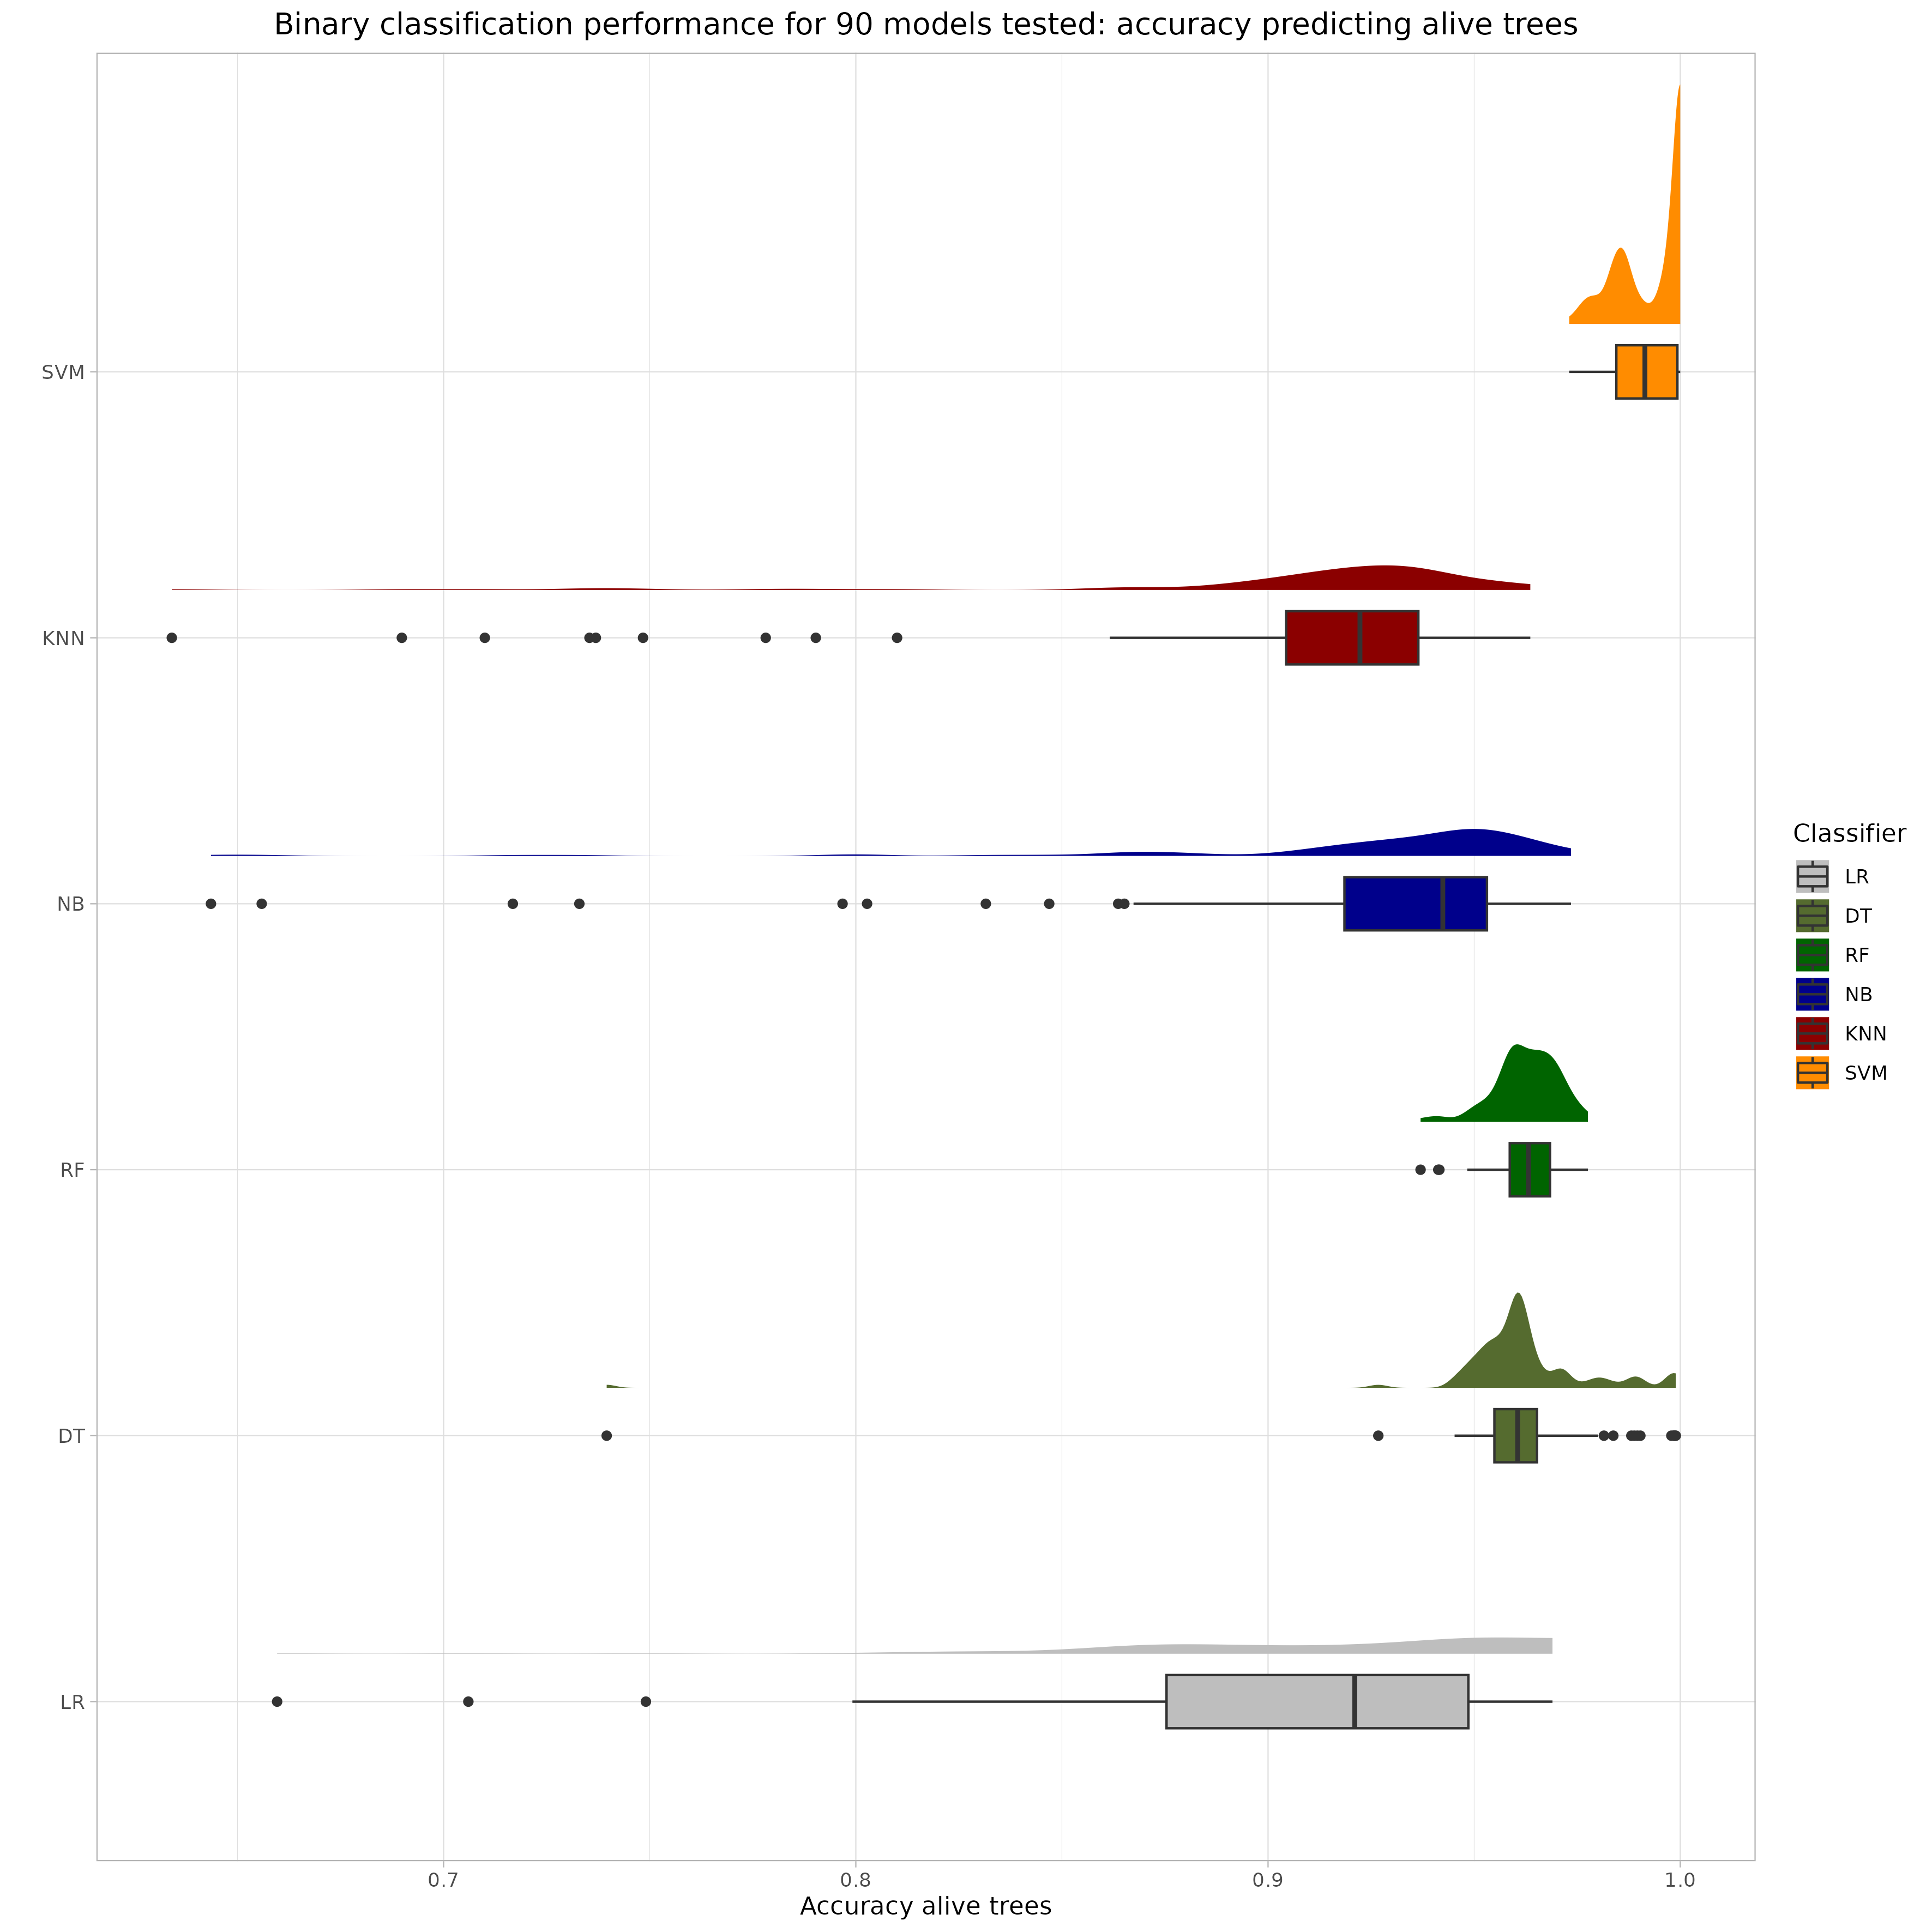 Binary classification performance for 90 models tested: accuracy predicting alive trees
SVM
KNN
NB
RF
DT
LR
0.7
0.8
0.9
1.0
Accuracy alive trees
Classifier
LR
DT
RF
NB
KNN
SVM